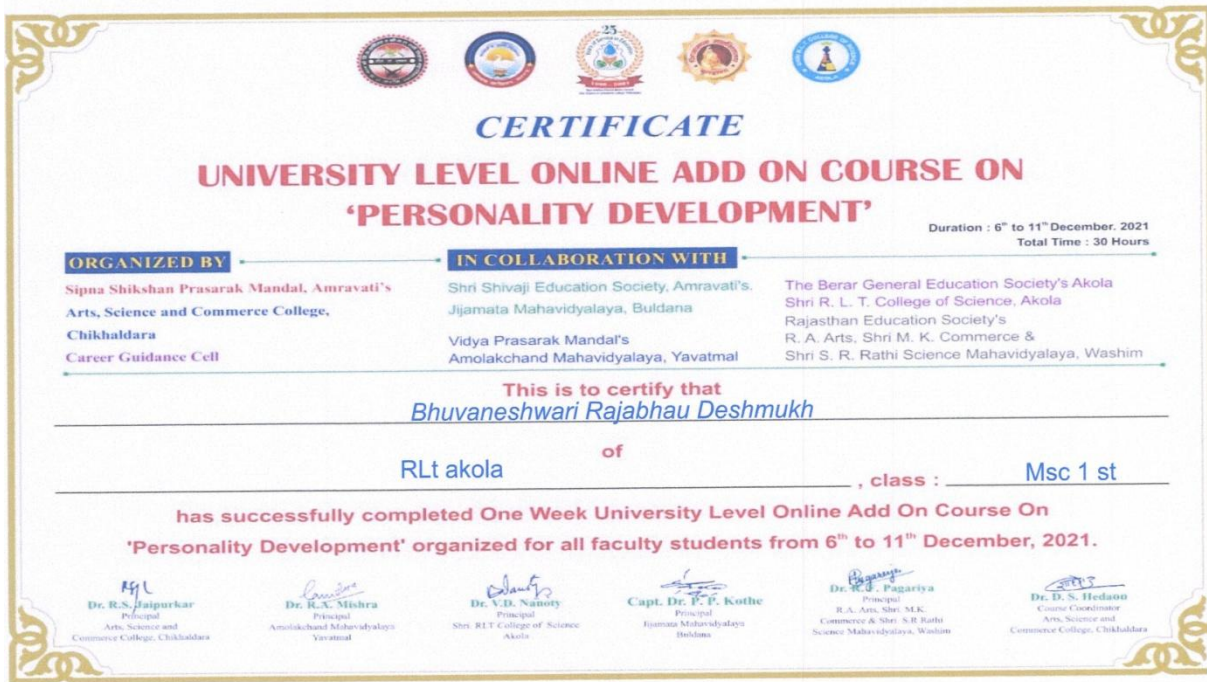 25
CERTIFICATE
UNIVERSITY LEVEL ONLINE ADD ON COURSE ON
'PERSONALITY DEVELOPMENT'
Duration : 6th to 11th December. 2021
Total Time : 30 Hours
ORGANIZED BY
Sipna Shikshan Prasarak Mandal, Amravati's
Arts, Science and Commerce College,
Chikhaldara
Career Guidance Cell
IN COLLABORATION WITH
Shri Shivaji Education Society, Amravati's.
Jijamata Mahavidyalaya, Buldana
Vidya Prasarak Mandal's
Amolakchand Mahavidyalaya, Yavatmal
The Berar General Education Society's Akola
Shri R. L. T. College of Science, Akola
Rajasthan Education Society's
R. A. Arts, Shri M. K. Commerce &
Shri S. R. Rathi Science Mahavidyalaya, Washim
This is to certify that
Bhuvaneshwari Rajabhau Deshmukh
of
RLt akola , class : Msc 1 st
has successfully completed One Week University Level Online Add On Course On
'Personality Development' organized for all faculty students from 6th to 11th December, 2021.
Dr. R.S. Jaipurkar
Principal
Arts, Science and
Commerce College, Chikhaldara
Dr. R.A. Mishra
Principal
Amolakchand Mahavidyalaya
Yavatmal
Dr. V.D. Nanoty
Principal
Shri. RLT College of Science
Akola
Capt. Dr. P. P. Kothe
Principal
Jijamata Mahavidyalaya
Buldana
Dr. Pagariya
Principal
R.A. Arts, Shri. M.K.
Commerce & Shri. S.R Rathi
Science Mahavidyalaya, Washim
Dr. D. S. Hedaoo
Course Coordinator
Arts, Science and
Commerce College, Chikhaldara